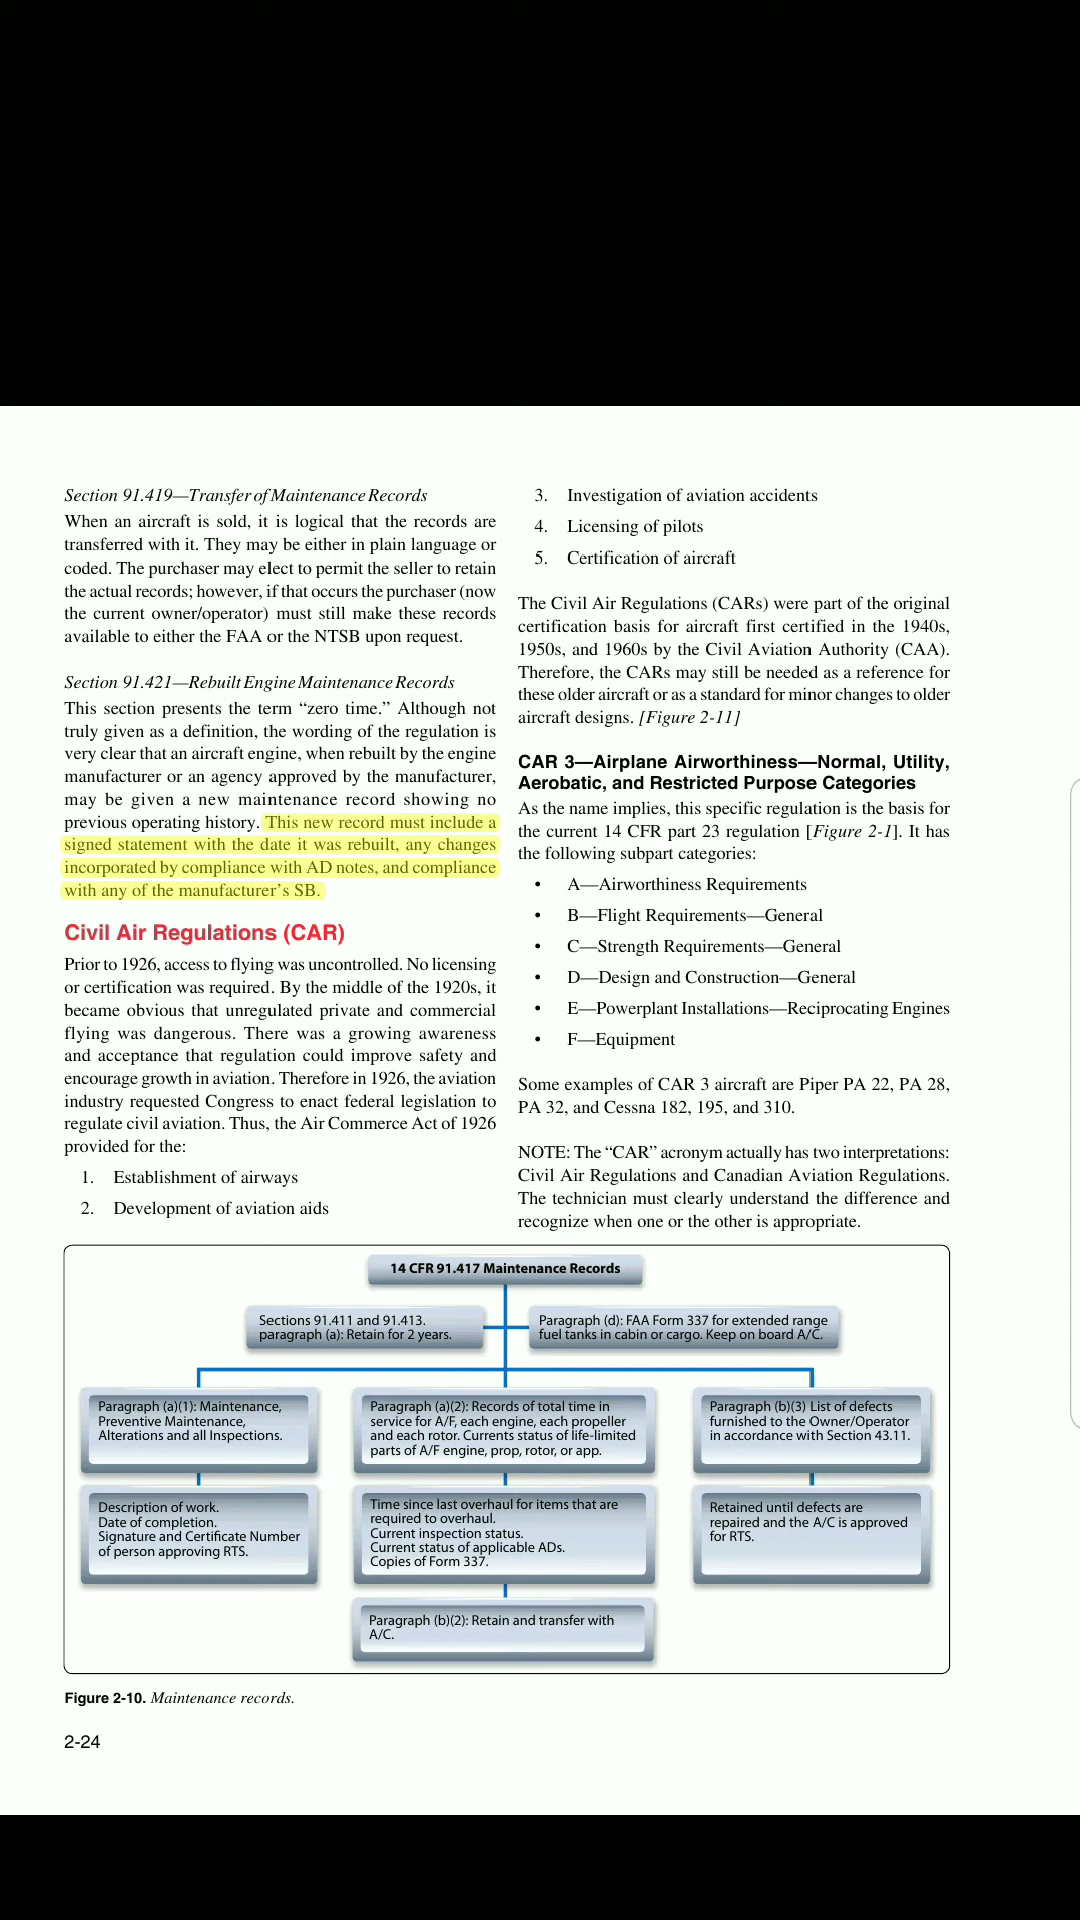 Section 91.419—Transfer of Maintenance Records
When an aircraft is sold, it is logical that the records are
transferred with it. They may be either in plain language or
coded. The purchaser may elect to permit the seller to retain
the actual records; however, if that occurs the purchaser (now
the current owner/operator) must still make these records
available to either the FAA or the NTSB upon request.
Section 91.421—Rebuilt Engine Maintenance Records
This section presents the term “zero time.” Although not
truly given as a definition, the wording of the regulation is
very clear that an aircraft engine, when rebuilt by the engine
manufacturer or an agency approved by the manufacturer,
may be given a new maintenance record showing no
previous operating history. This new record must include a
signed statement with the date it was rebuilt, any changes
incorporated by compliance with AD notes, and compliance
with any of the manufacturer’s SB.
Civil Air Regulations (CAR)
Prior to 1926, access to flying was uncontrolled. No licensing
or certification was required. By the middle of the 1920s, it
became obvious that unregulated private and commercial
flying was dangerous. There was a growing awareness
and acceptance that regulation could improve safety and
encourage growth in aviation. Therefore in 1926, the aviation
industry requested Congress to enact federal legislation to
regulate civil aviation. Thus, the Air Commerce Act of 1926
provided for the:
1. Establishment of airways
2. Development of aviation aids
3. Investigation of aviation accidents
4. Licensing of pilots
5. Certification of aircraft
The Civil Air Regulations (CARs) were part of the original
certification basis for aircraft first certified in the 1940s,
1950s, and 1960s by the Civil Aviation Authority (CAA).
Therefore, the CARs may still be needed as a reference for
these older aircraft or as a standard for minor changes to older
aircraft designs. [Figure 2-11]
CAR 3—Airplane Airworthiness—Normal, Utility,
Aerobatic, and Restricted Purpose Categories
As the name implies, this specific regulation is the basis for
the current 14 CFR part 23 regulation [Figure 2-1]. It has
the following subpart categories:
• A—Airworthiness Requirements
• B—Flight Requirements—General
• C—Strength Requirements—General
• D—Design and Construction—General
• E—Powerplant Installations—Reciprocating Engines
• F—Equipment
Some examples of CAR 3 aircraft are Piper PA 22, PA 28,
PA 32, and Cessna 182, 195, and 310.
NOTE: The “CAR” acronym actually has two interpretations:
Civil Air Regulations and Canadian Aviation Regulations.
The technician must clearly understand the difference and
recognize when one or the other is appropriate.
14 CFR 91.417 Maintenance Records
Sections 91.411 and 91.413.
paragraph (a): Retain for 2 years.
Paragraph (d): FAA Form 337 for extended range
fuel tanks in cabin or cargo. Keep on board A/C.
Paragraph (a)(1): Maintenance,
Preventive Maintenance,
Alterations and all Inspections.
Paragraph (a)(2): Records of total time in
service for A/F, each engine, each propeller
and each rotor. Currents status of life-limited
parts of A/F engine, prop, rotor, or app.
Paragraph (b)(3) List of defects
furnished to the Owner/Operator
in accordance with Section 43.11.
Description of work.
Date of completion.
Signature and Certificate Number
of person approving RTS.
Time since last overhaul for items that are
required to overhaul.
Current inspection status.
Current status of applicable ADs.
Copies of Form 337.
Retained until defects are
repaired and the A/C is approved
for RTS.
Paragraph (b)(2): Retain and transfer with
A/C.
Figure 2-10. Maintenance records.
2-24